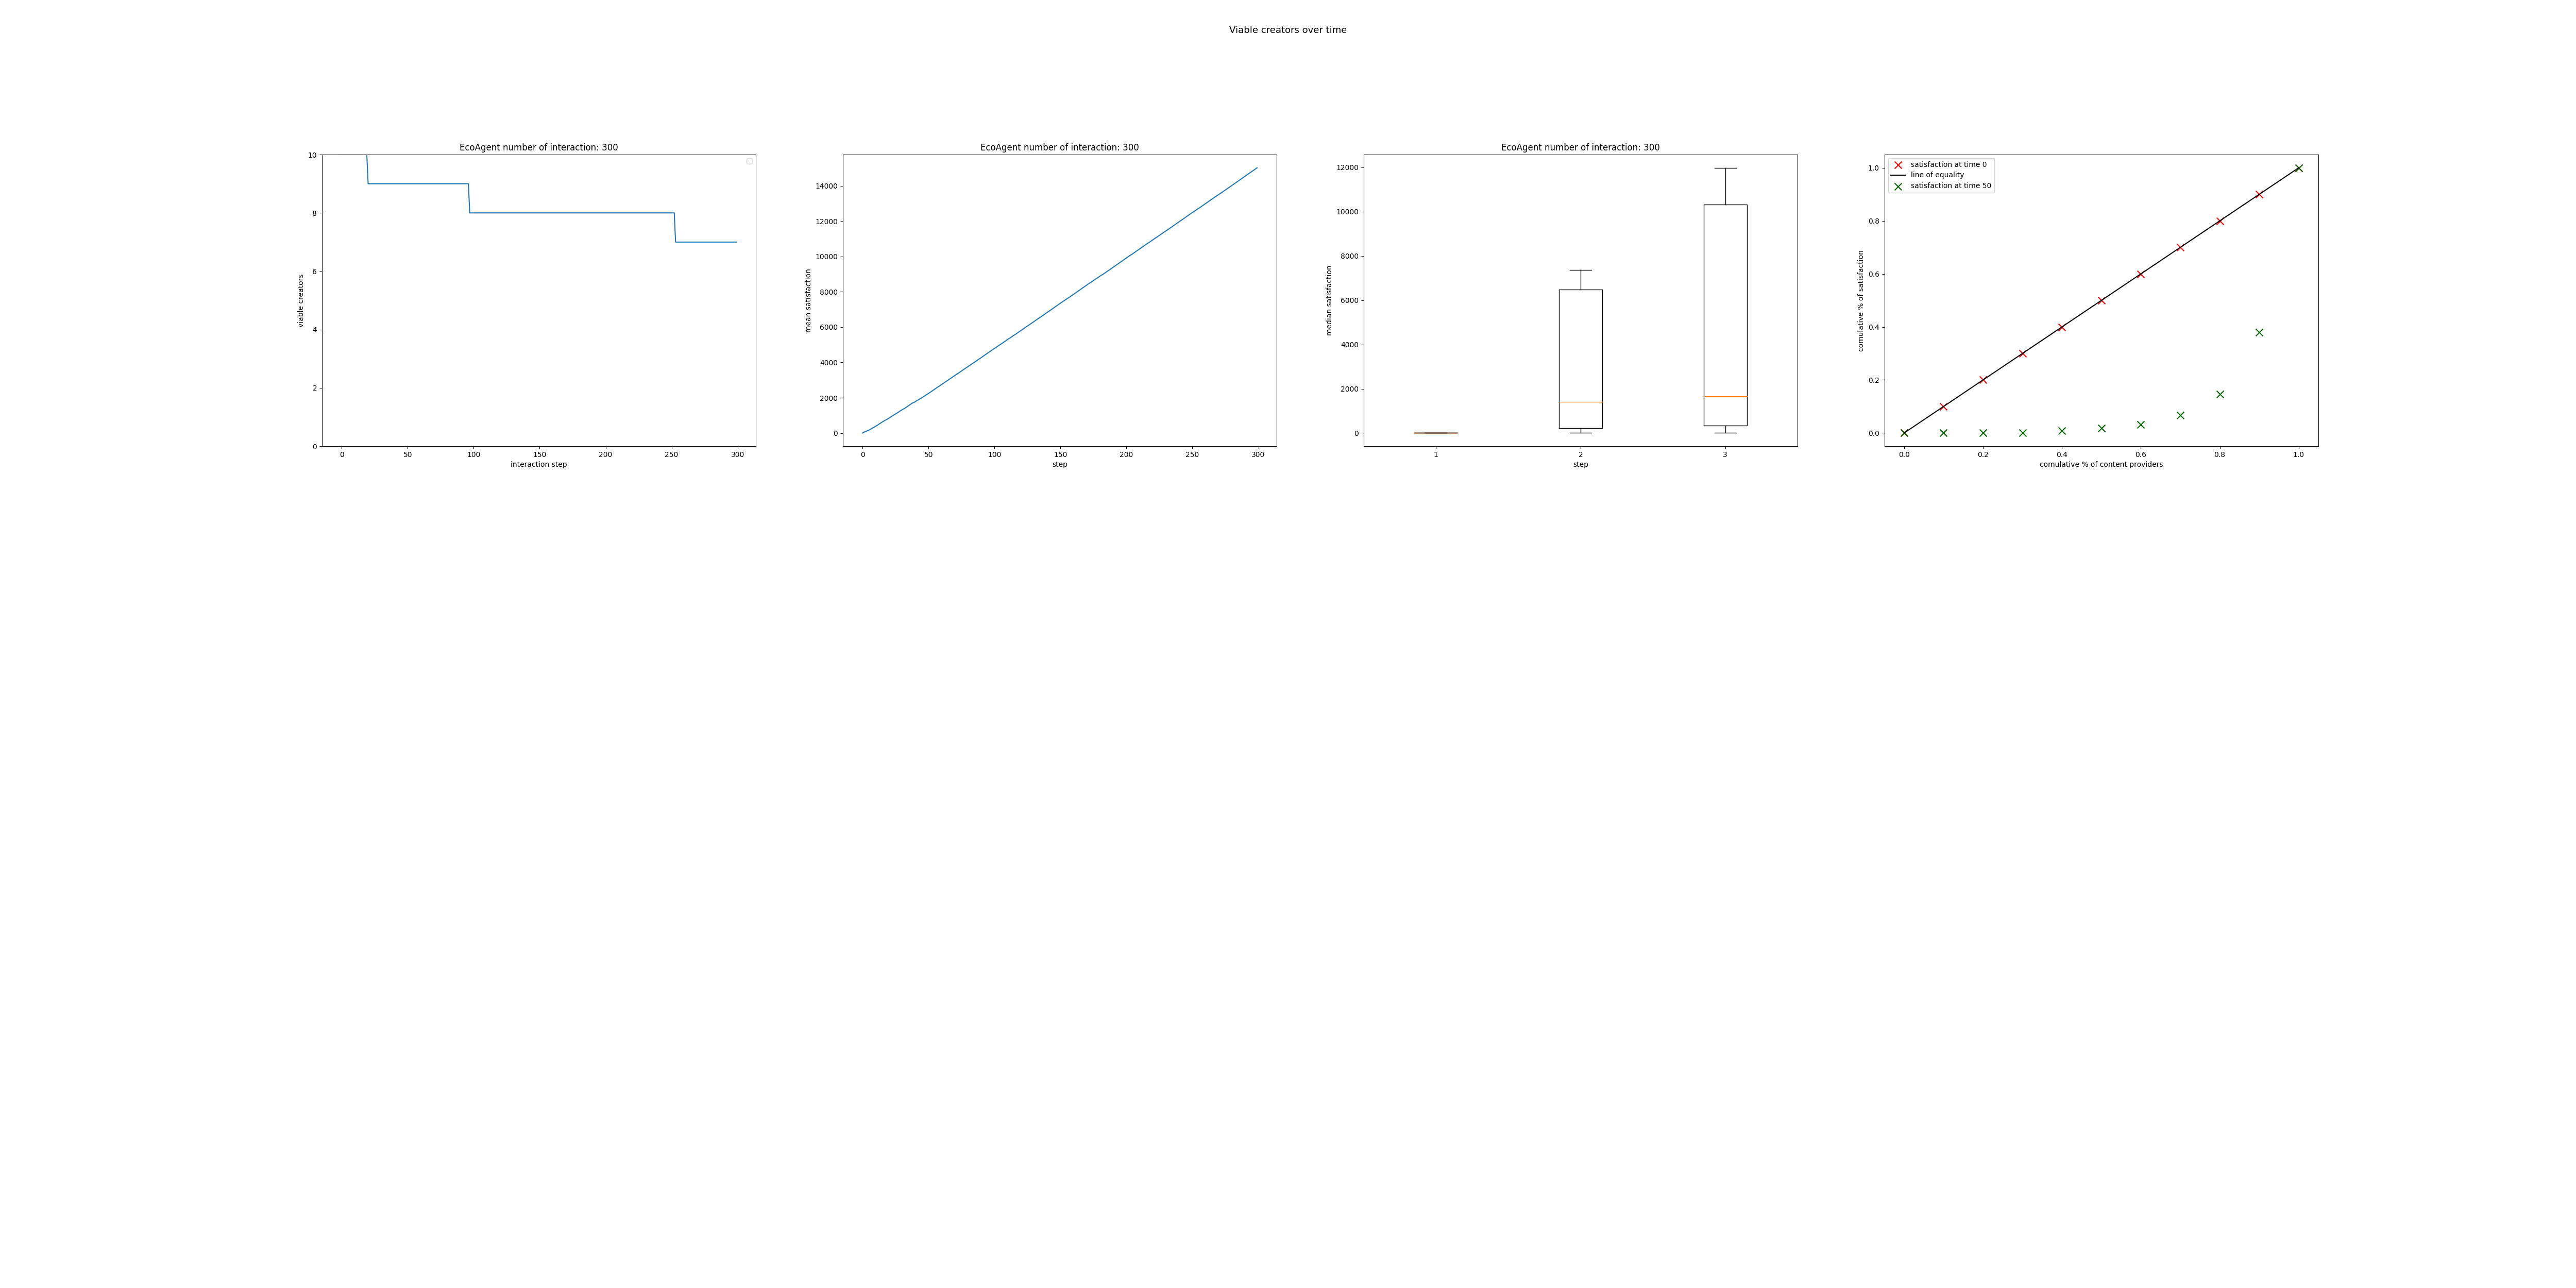 Viable creators over time
EcoAgent number of interaction: 300
viable creators
10
8
6
4
2
0
0 50 100 150 200 250 300
interaction step
EcoAgent number of interaction: 300
mean satisfaction
14000
12000
10000
8000
6000
4000
2000
0
0 50 100 150 200 250 300
step
EcoAgent number of interaction: 300
median satisfaction
12000
10000
8000
6000
4000
2000
0
1 2 3
step
satisfaction at time 0
line of equality
satisfaction at time 50
comulative % of satisfaction
1.0
0.8
0.6
0.4
0.2
0.0
0.0 0.2 0.4 0.6 0.8 1.0
comulative % of content providers